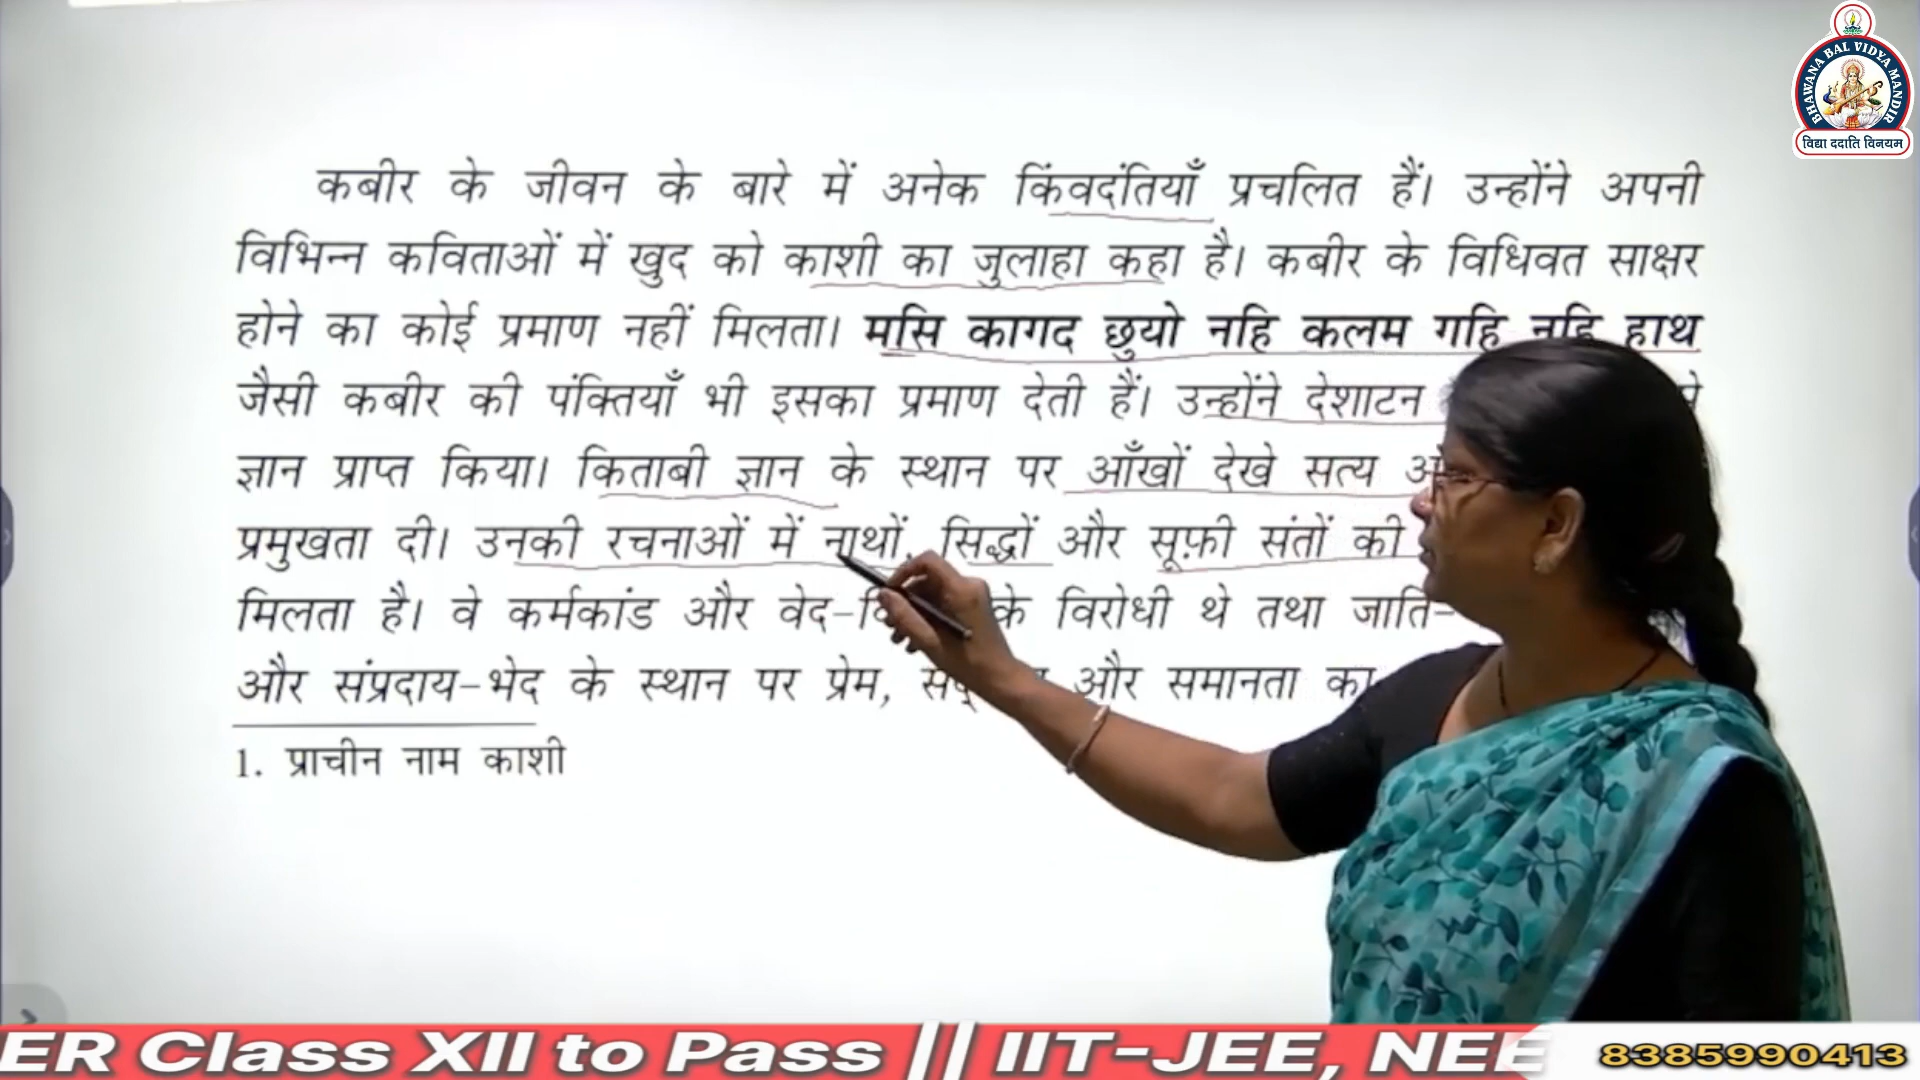 कबीर के जीवन के बारे में अनेक किंवदंतियाँ प्रचलित हैं। उन्होंने अपनी
विभिन्न कविताओं में खुद को काशी का जुलाहा कहा है। कबीर के विधिवत साक्षर
होने का कोई प्रमाण नहीं मिलता। मसि कागद छुयो नहि कलम गहि नहि हाथ
जैसी कबीर की पंक्तियाँ भी इसका प्रमाण देती हैं। उन्होंने देशाटन
ज्ञान प्राप्त किया। किताबी ज्ञान के स्थान पर आँखों देखे सत्य
प्रमुखता दी। उनकी रचनाओं में नाथों, सिद्धों और सूफ़ी संतों की
मिलता है। वे कर्मकांड और वेद- के विरोधी थे तथा जाति-
और संप्रदाय-भेद के स्थान पर प्रेम, और समानता का
1. प्राचीन नाम काशी
BHAWANA BAL VIDYA MANDIR
विद्या ददाति विनयम
ER Class XII to Pass || IIT-JEE, NEE
8385990413